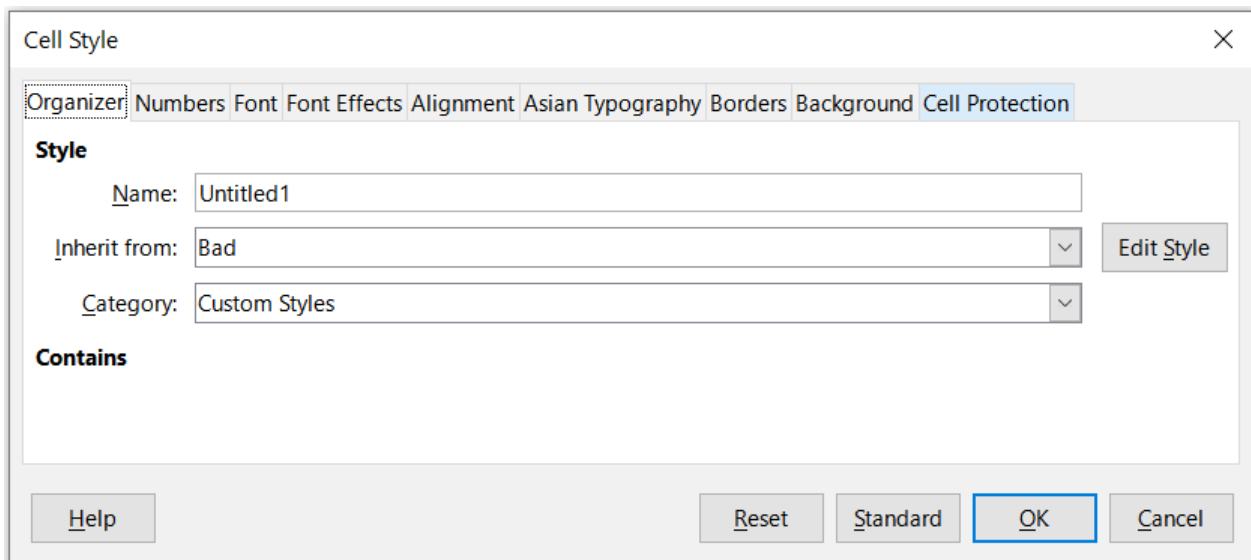 Cell Style
Organizer Numbers Font Font Effects Alignment Asian Typography Borders Background Cell Protection
Style
Name: Untitled1
Inherit from: Bad Edit Style
Category: Custom Styles
Contains
Help Reset Standard OK Cancel